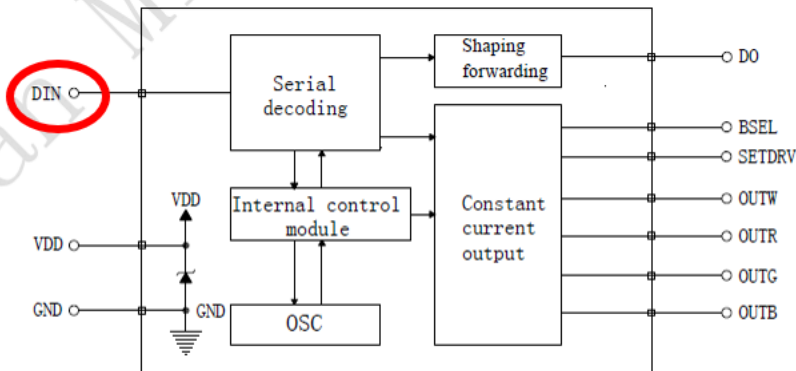 Shaping
forwarding
DO
DIN
Serial
decoding
BSEL
SETDRV
VDD
Internal control
module
Constant
current
output
OUTW
OUTR
VDD
OUTG
GND
GND
OSC
OUTB